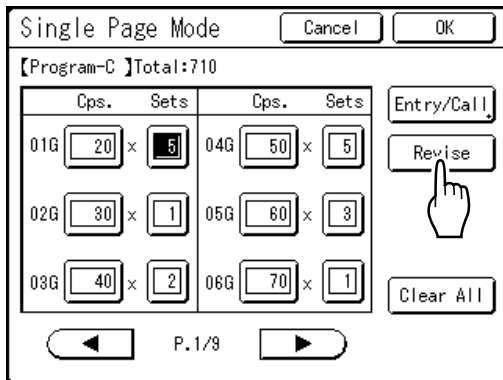 Single Page Mode Cancel OK
【Program-C 】Total:710
Cps. Sets Cps. Sets Entry/Call
01G 20 × 5 04G 50 × 5 Revise
02G 30 × 1 05G 60 × 3
03G 40 × 2 06G 70 × 1 Clear All
◀ P.1/9 ▶